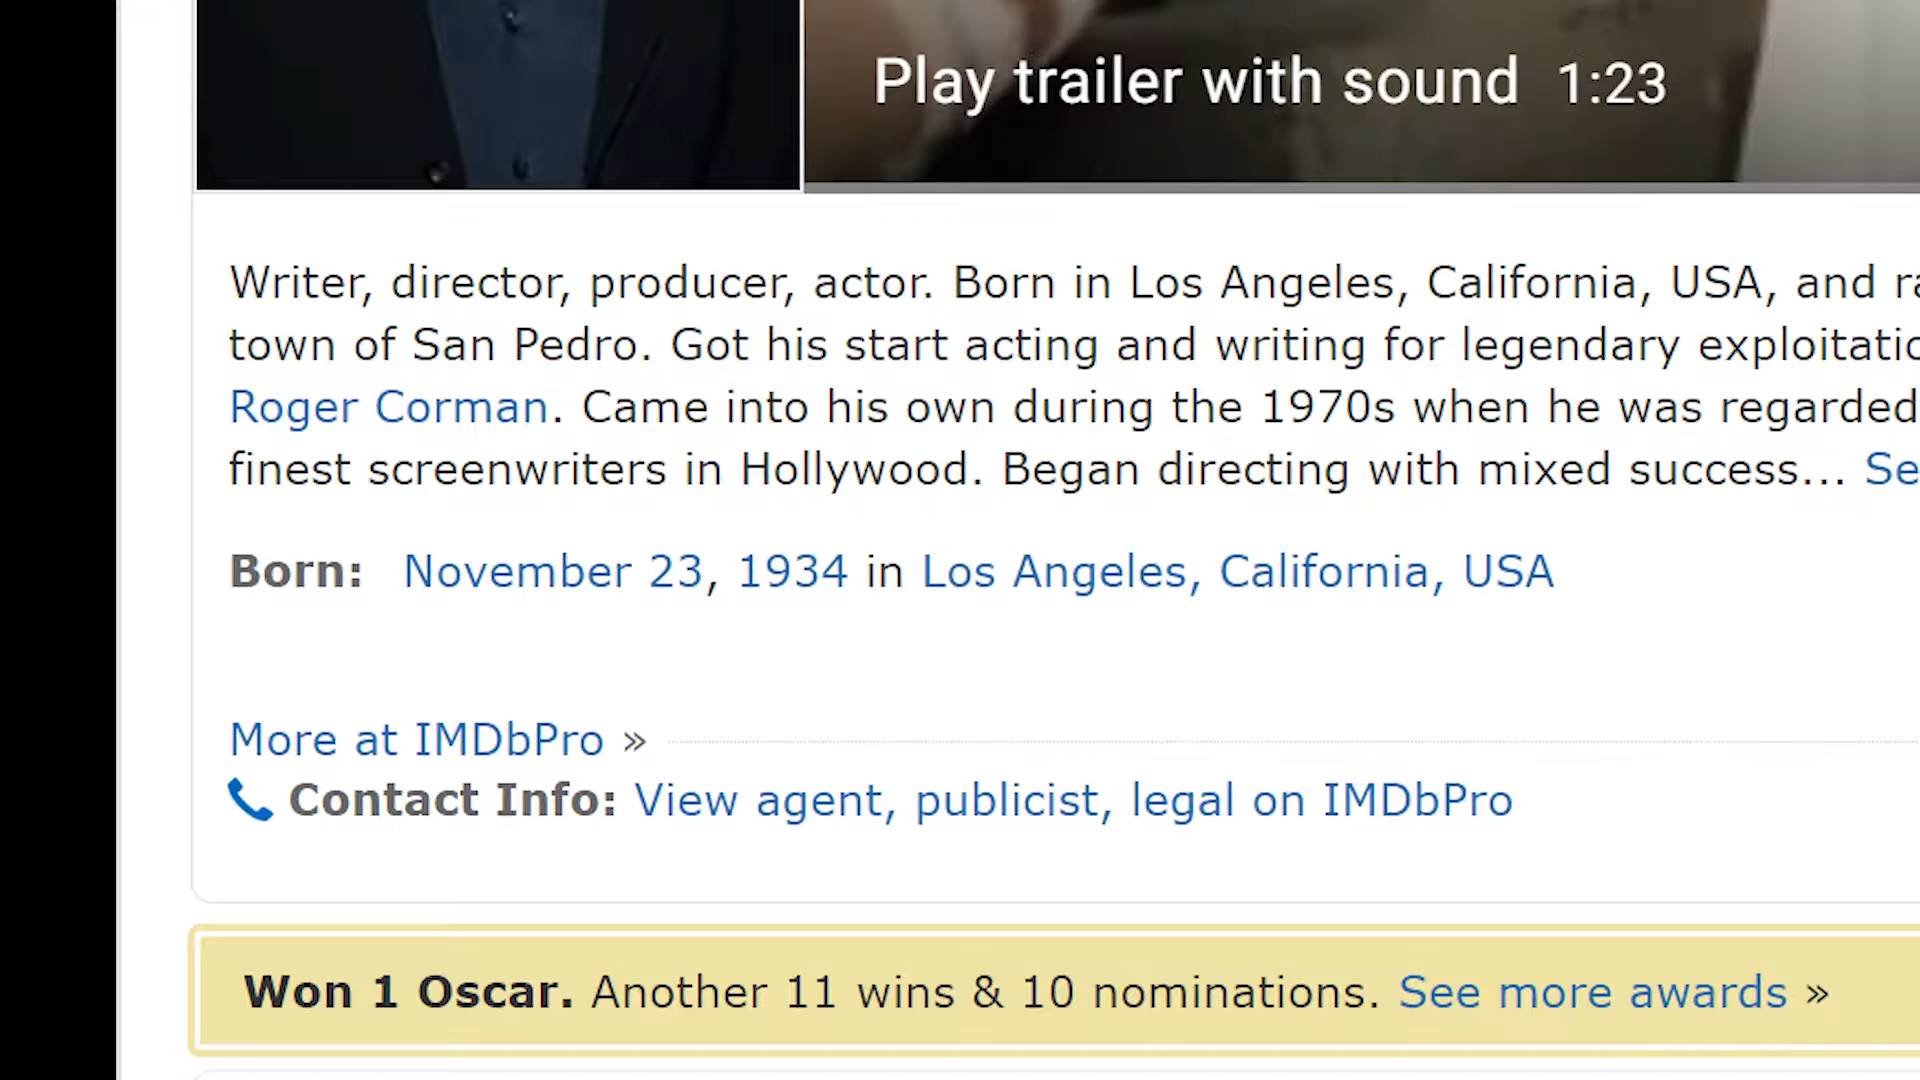 Play trailer with sound 1:23
Writer, director, producer, actor. Born in Los Angeles, California, USA, and
town of San Pedro. Got his start acting and writing for legendary
Roger Corman. Came into his own during the 1970s when he was regarded
finest screenwriters in Hollywood. Began directing with mixed success...
Born: November 23, 1934 in Los Angeles, California, USA
More at IMDbPro »
Contact Info: View agent, publicist, legal on IMDbPro
Won 1 Oscar. Another 11 wins & 10 nominations. See more awards »